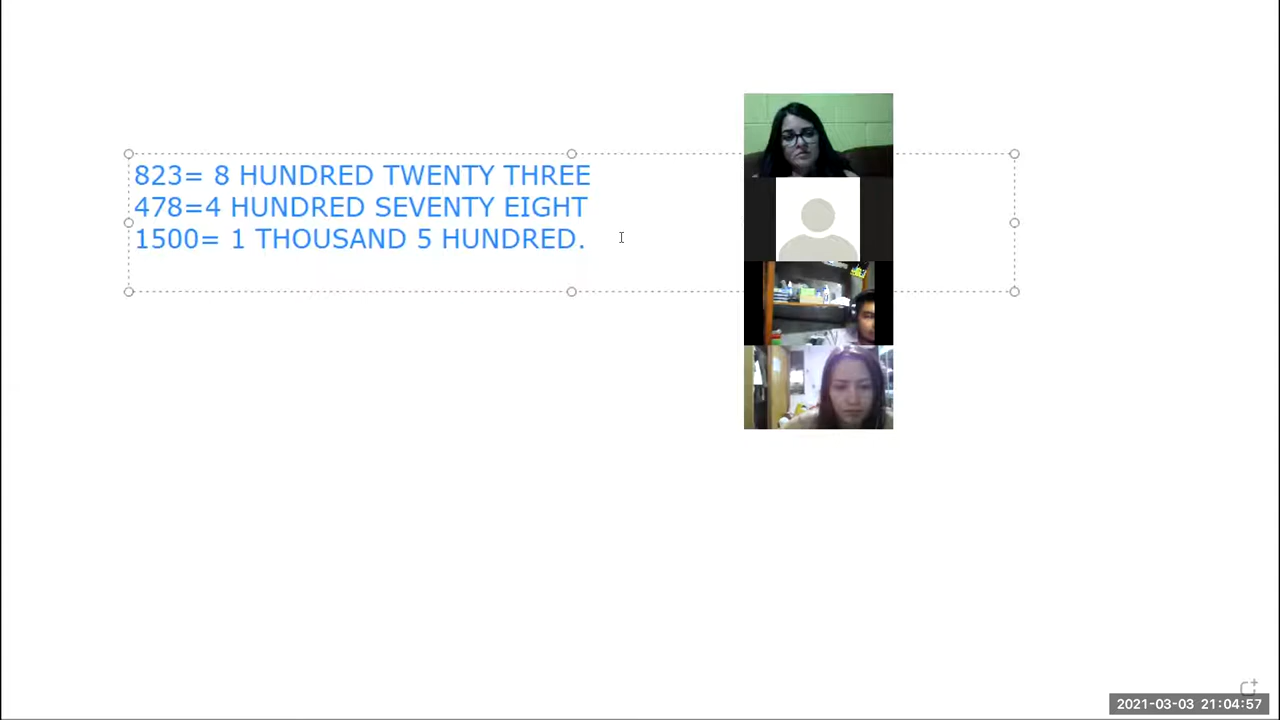 823= 8 HUNDRED TWENTY THREE
478=4 HUNDRED SEVENTY EIGHT
1500= 1 THOUSAND 5 HUNDRED.
2021-03-03 21:04:57